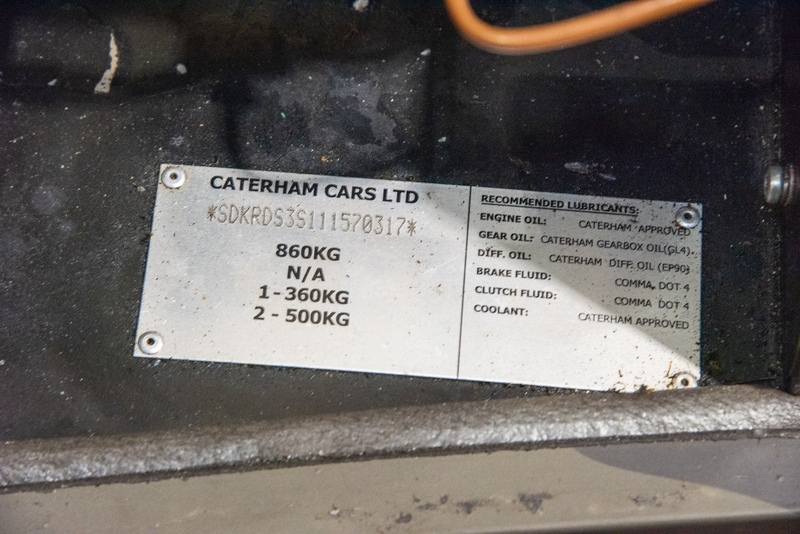 CATERHAM CARS LTD
*SDKRDS3S111570317*
860KG
N/A
1 - 360KG
2 - 500KG
RECOMMENDED LUBRICANTS:
ENGINE OIL: CATERHAM APPROVED
GEAR OIL: CATERHAM GEARBOX OIL(GL4)
DIFF. OIL: CATERHAM DIFF. OIL (EP90)
BRAKE FLUID: COMMA DOT 4
CLUTCH FLUID: COMMA DOT 4
COOLANT: CATERHAM APPROVED